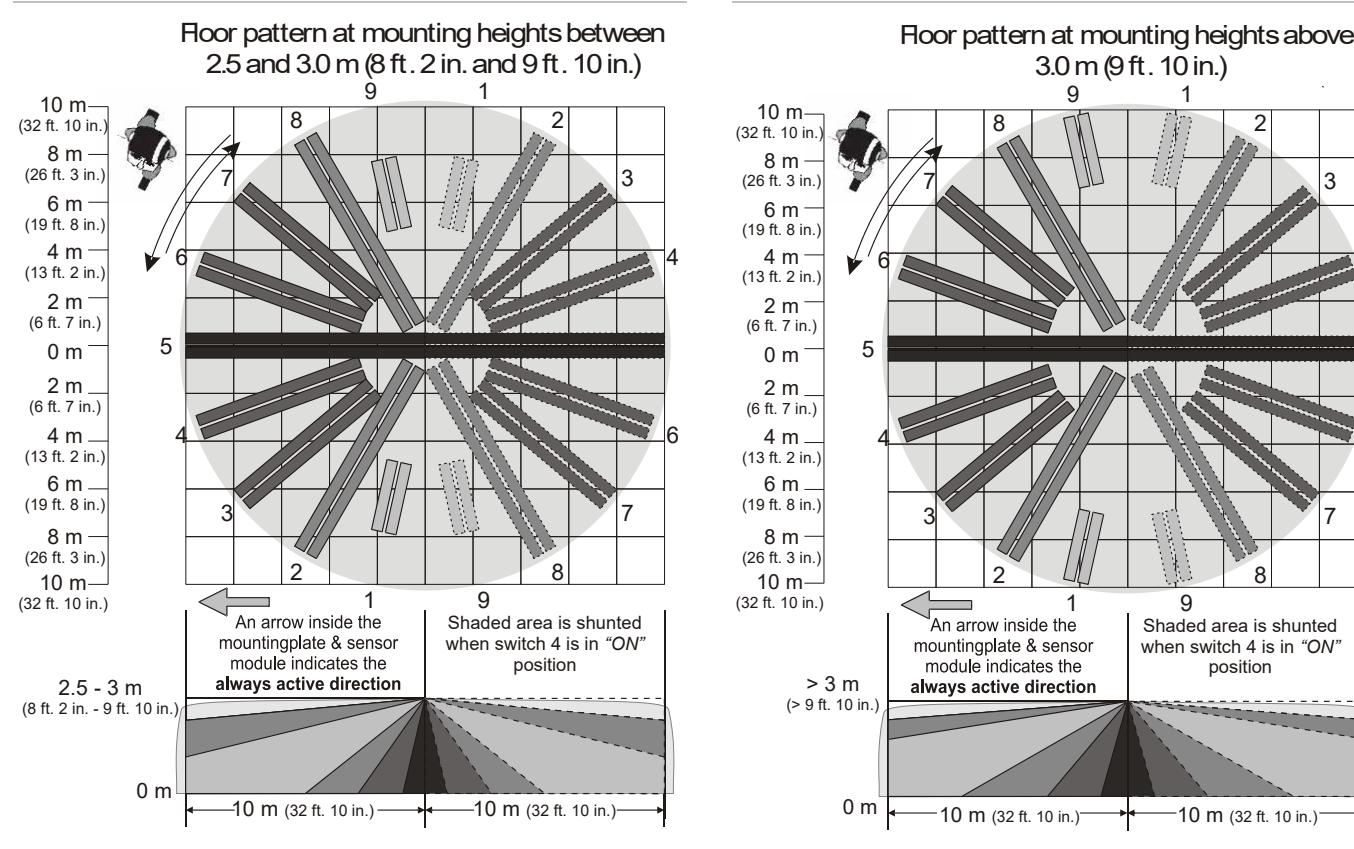 Floor pattern at mounting heights between
2.5 and 3.0 m (8 ft. 2 in. and 9 ft. 10 in.)
9
1
10 m
(32 ft. 10 in.)
8
2
8 m
(26 ft. 3 in.)
7
3
6 m
(19 ft. 8 in.)
4 m
(13 ft. 2 in.)
6
4
2 m
(6 ft. 7 in.)
0 m
5
2 m
(6 ft. 7 in.)
4 m
(13 ft. 2 in.)
4
6
6 m
(19 ft. 8 in.)
3
7
8 m
(26 ft. 3 in.)
2
8
10 m
(32 ft. 10 in.)
1
9
An arrow inside the
mountingplate & sensor
module indicates the
always active direction
Shaded area is shunted
when switch 4 is in “ON”
position
2.5 - 3 m
(8 ft. 2 in. - 9 ft. 10 in.)
0 m
10 m (32 ft. 10 in.)
10 m (32 ft. 10 in.)
Floor pattern at mounting heights above
3.0 m (9 ft. 10 in.)
9
1
10 m
(32 ft. 10 in.)
8
2
8 m
(26 ft. 3 in.)
7
3
6 m
(19 ft. 8 in.)
4 m
(13 ft. 2 in.)
6
2 m
(6 ft. 7 in.)
0 m
5
2 m
(6 ft. 7 in.)
4 m
(13 ft. 2 in.)
4
6 m
(19 ft. 8 in.)
3
7
8 m
(26 ft. 3 in.)
2
8
10 m
(32 ft. 10 in.)
1
9
An arrow inside the
mountingplate & sensor
module indicates the
always active direction
Shaded area is shunted
when switch 4 is in “ON”
position
> 3 m
(> 9 ft. 10 in.)
0 m
10 m (32 ft. 10 in.)
10 m (32 ft. 10 in.)